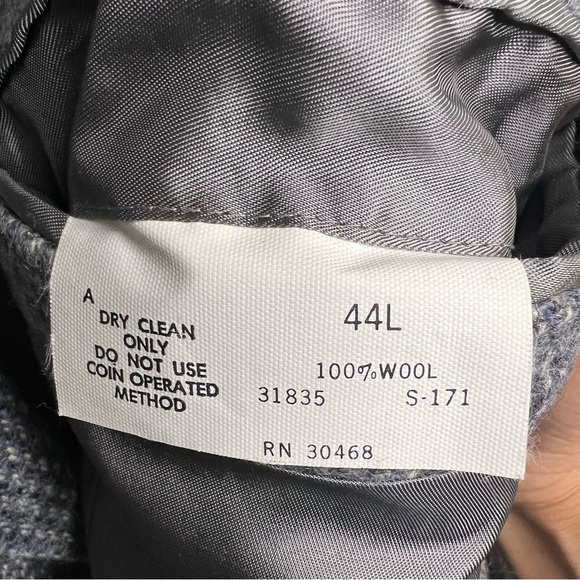 A
DRY CLEAN
ONLY
DO NOT USE
COIN OPERATED
METHOD
44L
100%WOOL
31835 S-171
RN 30468